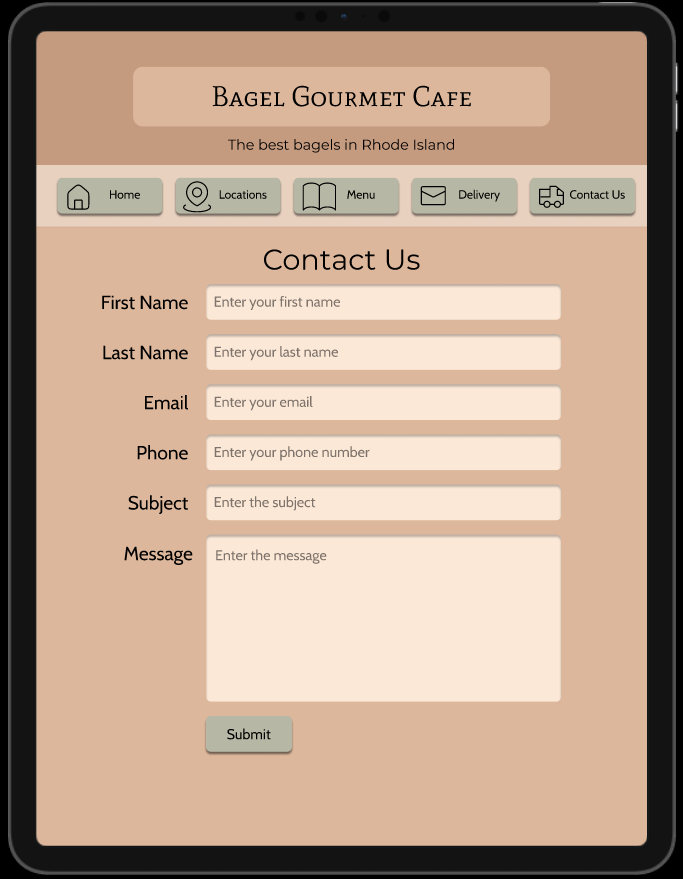 Bagel Gourmet Cafe
The best bagels in Rhode Island
Home
Locations
Menu
Delivery
Contact Us
Contact Us
First Name
Enter your first name
Last Name
Enter your last name
Email
Enter your email
Phone
Enter your phone number
Subject
Enter the subject
Message
Enter the message
Submit